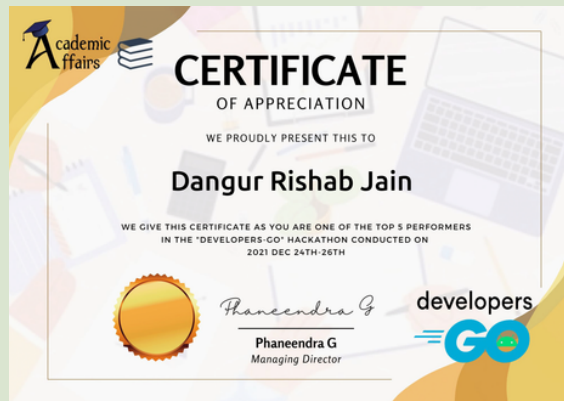 Academic
Affairs
CERTIFICATE
OF APPRECIATION
WE PROUDLY PRESENT THIS TO
Dangur Rishab Jain
WE GIVE THIS CERTIFICATE AS YOU ARE ONE OF THE TOP 5 PERFORMERS
IN THE "DEVELOPERS-GO" HACKATHON CONDUCTED ON
2021 DEC 24TH-26TH
Phaneendra G
Phaneendra G
Managing Director
developers
GO